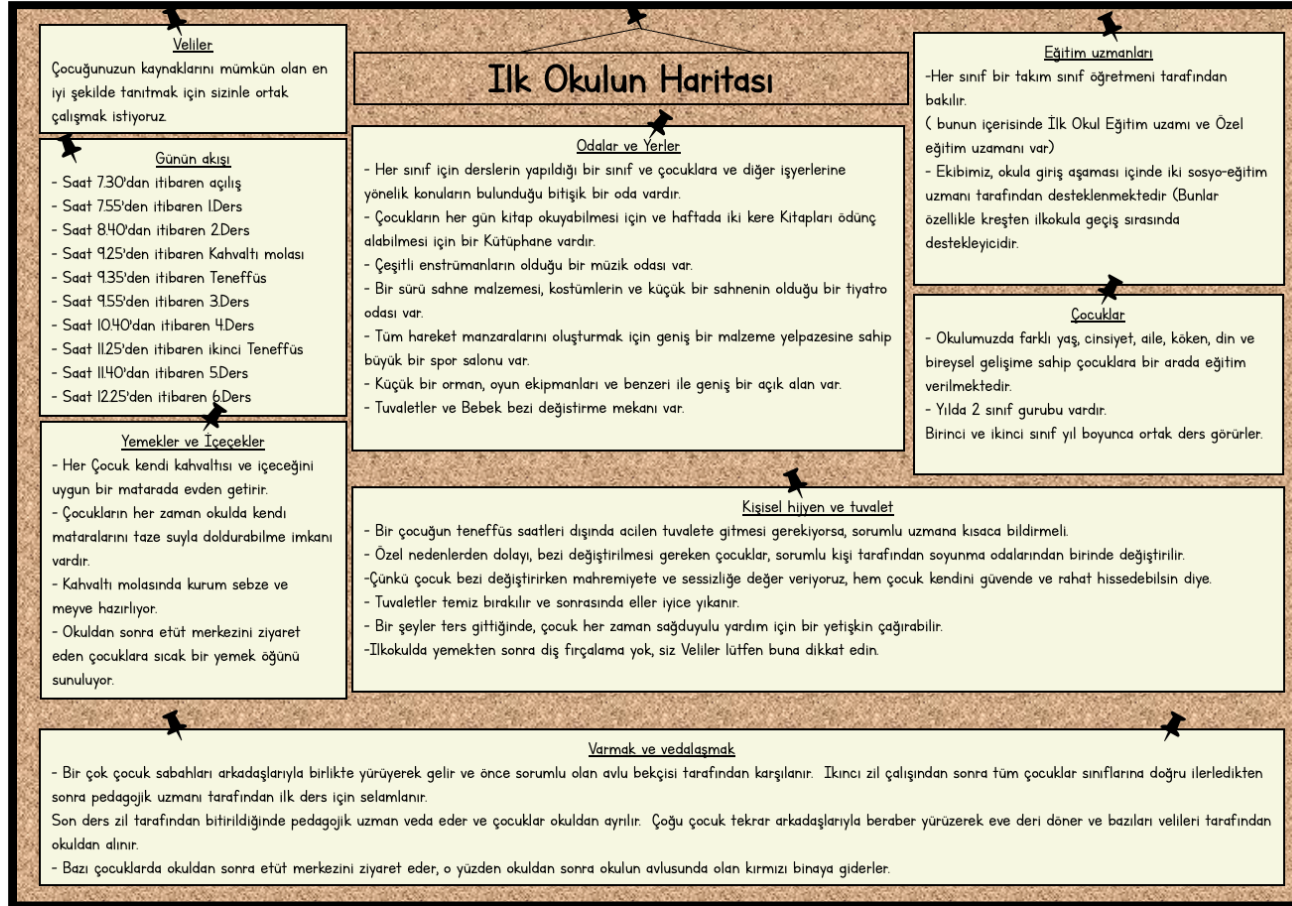 Ilk Okulun Haritası
Veliler
Çocuğunuzun kaynaklarını mümkün olan en
iyi şekilde tanıtmak için sizinle ortak
çalışmak istiyoruz.
Günün akışı
- Saat 7.30'dan itibaren açılış
- Saat 7.55'den itibaren 1.Ders
- Saat 8.40'dan itibaren 2.Ders
- Saat 9.25'den itibaren Kahvaltı molası
- Saat 9.35'den itibaren Teneffüs
- Saat 9.55'den itibaren 3.Ders
- Saat 10.40'dan itibaren 4.Ders
- Saat 11.25'dan itibaren ikinci Teneffüs
- Saat 11.40'dan itibaren 5.Ders
- Saat 12.25'dan itibaren 6.Ders
Yemekler ve İçeçekler
- Her Çocuk kendi kahvaltısı ve içeceğini
uygun bir matarada evden getirir.
- Çocukların her zaman okulda kendi
mataralarını taze suyla doldurabilme imkanı
vardır.
- Kahvaltı molasında kurum sebze ve
meyve hazırlıyor.
- Okuldan sonra etüt merkezini ziyaret
eden çocuklara sıcak bir yemek öğünü
sunuluyor.
Odalar ve Yerler
- Her sınıf için derslerin yapıldığı bir sınıf ve çocuklara ve diğer işyerlerine
yönelik konuların bulunduğu bitişik bir oda vardır.
- Çocukların her gün kitap okuyabilmesi için ve haftada iki kere Kitapları ödünç
alabilmesi için bir Kütüphane vardır.
- Çeşitli enstrümanların olduğu bir müzik odası var.
- Bir sürü sahne malzemesi, kostümlerin ve küçük bir sahnenin olduğu bir tiyatro
odası var.
- Tüm hareket manzaralarını oluşturmak için geniş bir malzeme yelpazesine sahip
büyük bir spor salonu var.
- Küçük bir orman, oyun ekipmanları ve benzeri ile geniş bir açık alan var.
- Tuvaletler ve Bebek bezi değistirme mekanı var.
Eğitim uzmanları
-Her sınıf bir takım sınıf öğretmeni tarafından
bakılır.
( bunun içerisinde İlk Okul Eğitim uzamı ve Özel
eğitim uzamanı var)
- Ekibimiz, okula giriş aşaması içinde iki sosyo-eğitim
uzmanı tarafından desteklenmektedir (Bunlar
özellikle kreşten ilkokula geçiş sırasında
destekleyicidir.
Çocuklar
- Okulumuzda farklı yaş, cinsiyet, aile, köken, din ve
bireysel gelişime sahip çocuklara bir arada eğitim
verilmektedir.
- Yılda 2 sınıf gurubu vardır.
Birinci ve ikinci sınıf yıl boyunca ortak ders görürler.
Kişisel hijyen ve tuvalet
- Bir çocuğun teneffüs saatleri dışında acilen tuvalete gitmesi gerekiyorsa, sorumlu uzmana kısaca bildirmeli.
- Özel nedenlerden dolayı, bezi değiştirilmesi gereken çocuklar, sorumlu kişi tarafından soyunma odalarından birinde değiştirilir.
-Çünkü çocuk bezi değiştirirken mahremiyete ve sessizliğe değer veriyoruz, hem çocuk kendini güvende ve rahat hissedebilsin diye.
- Tuvaletler temiz bırakılır ve sonrasında eller iyice yıkanır.
- Bir şeyler ters gittiğinde, çocuk her zaman sağduyulu yardım için bir yetişkin çağırabilir.
-Ilkokulda yemekten sonra diş fırçalama yok, siz Veliler lütfen buna dikkat edin.
Varmak ve vedalaşmak
- Bir çok çocuk sabahları arkadaşlarıyla birlikte yürüyerek gelir ve önce sorumlu olan avlu bekçisi tarafından karşılanır. Ikıncı zil çalışından sonra tüm çocuklar sınıflarına doğru ilerledikten
sonra pedagojik uzmanı tarafından ilk ders için selamlanır.
Son ders zil tarafından bitirildiğinde pedagojik uzman veda eder ve çocuklar okuldan ayrılır. Çoğu çocuk tekrar arkadaşlarıyla beraber yürüzerek eve deri döner ve bazıları velileri tarafından
okuldan alınır.
- Bazı çocuklarda okuldan sonra etüt merkezini ziyaret eder, o yüzden okuldan sonra okulun avlusunda olan kırmızı binaya giderler.